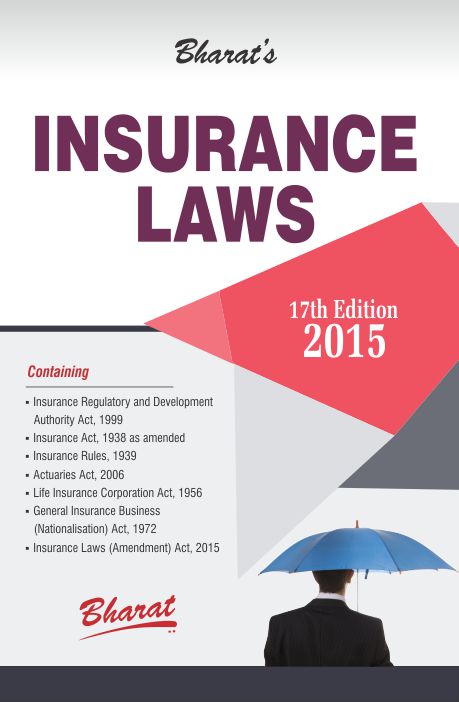 Bharat's
INSURANCE
LAWS
17th Edition
2015
Containing
▪ Insurance Regulatory and Development
Authority Act, 1999
▪ Insurance Act, 1938 as amended
▪ Insurance Rules, 1939
▪ Actuaries Act, 2006
▪ Life Insurance Corporation Act, 1956
▪ General Insurance Business
(Nationalisation) Act, 1972
▪ Insurance Laws (Amendment) Act, 2015
Bharat